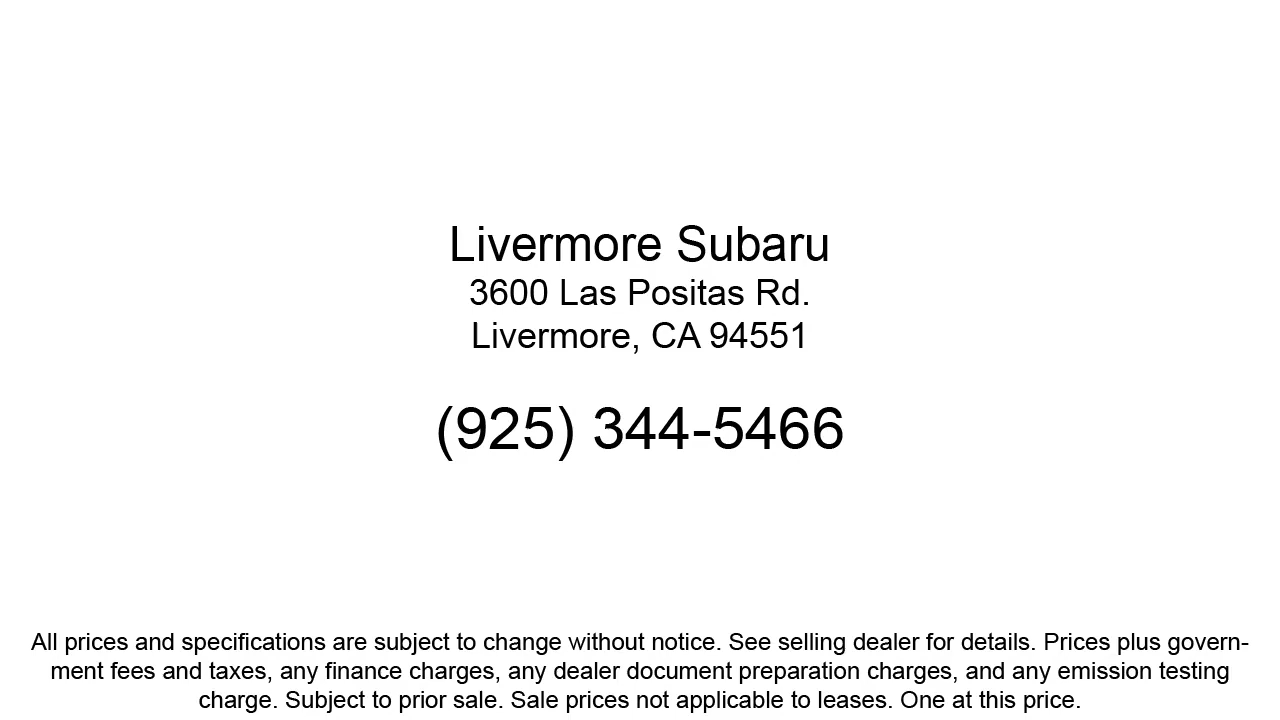 Livermore Subaru
3600 Las Positas Rd.
Livermore, CA 94551
(925) 344-5466
All prices and specifications are subject to change without notice. See selling dealer for details. Prices plus govern-
ment fees and taxes, any finance charges, any dealer document preparation charges, and any emission testing
charge. Subject to prior sale. Sale prices not applicable to leases. One at this price.